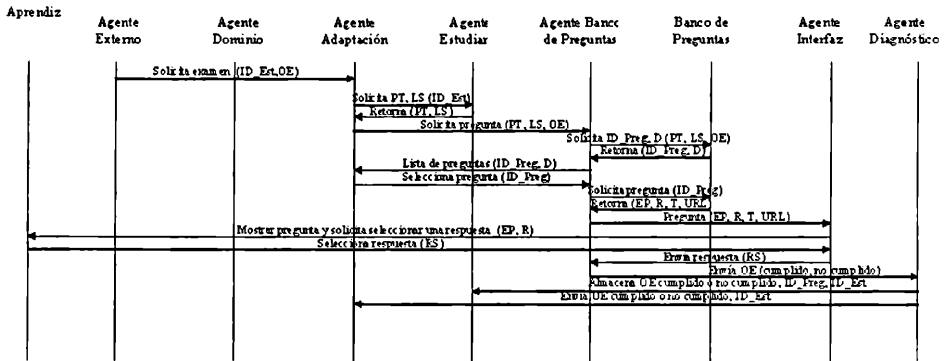 Aprendiz
Agente
Externo
Agente
Dominio
Agente
Adaptación
Agente
Estudiar
Agente Banco
de Preguntas
Banco de
Preguntas
Agente
Interfaz
Agente
Diagnóstico
Solicita examen (ID_Est,OE)
Solicita PT, LS (ID_Est)
Retorna (PT, LS)
Solicita pregunta (PT, LS, OE)
Solicita ID_Preg, D (PT, LS, OE)
Retorna (ID_Preg, D)
Lista de preguntas (ID_Preg, D)
Selecciona pregunta (ID_Preg)
Solicita pregunta (ID_Preg)
Retorna (EP, R, T, URL
Pregunta (EP, R, T, URL)
Mostrar pregunta y solicita seleccionar una respuesta (EP, R)
Selecciona respuesta (RS)
Envía respuesta (RS)
Envía OE (cumplido, no cumplido)
Almacena OE cumplido o no cumplido, ID_Preg, ID_Est
Envía OE cumplido o no cumplido, ID_Est